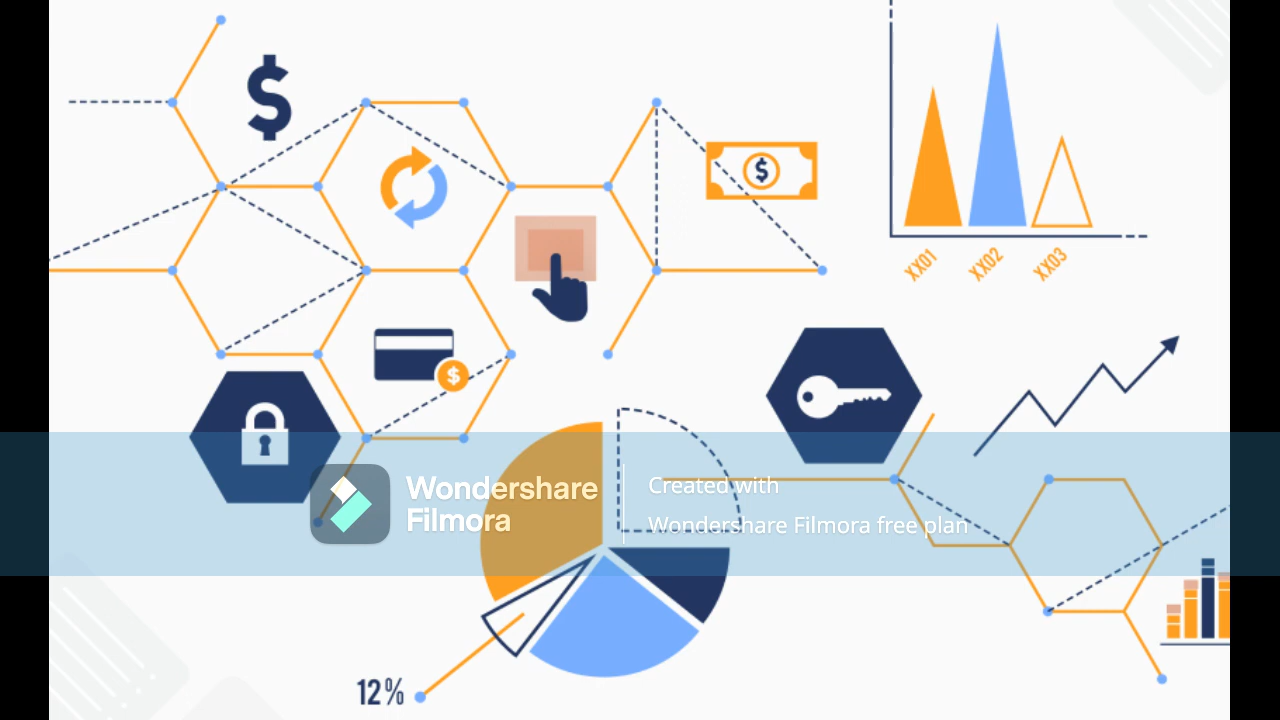 $
$
XX01
XX02
XX03
$
Wondershare
Filmora
Created with
Wondershare Filmora free plan
12%